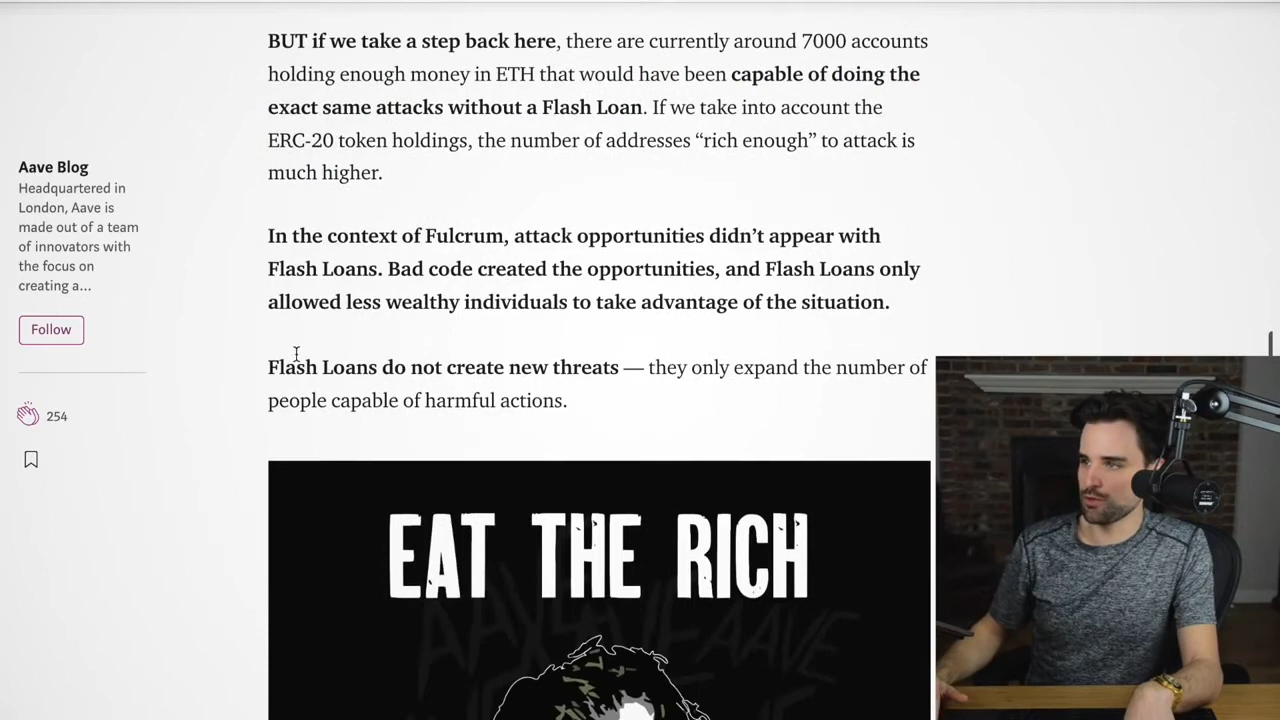 BUT if we take a step back here, there are currently around 7000 accounts
holding enough money in ETH that would have been capable of doing the
exact same attacks without a Flash Loan. If we take into account the
ERC-20 token holdings, the number of addresses “rich enough” to attack is
much higher.
Aave Blog
Headquartered in
London, Aave is
made out of a team
of innovators with
the focus on
creating a...
Follow
254
In the context of Fulcrum, attack opportunities didn’t appear with
Flash Loans. Bad code created the opportunities, and Flash Loans only
allowed less wealthy individuals to take advantage of the situation.
Flash Loans do not create new threats — they only expand the number of
people capable of harmful actions.
EAT THE RICH